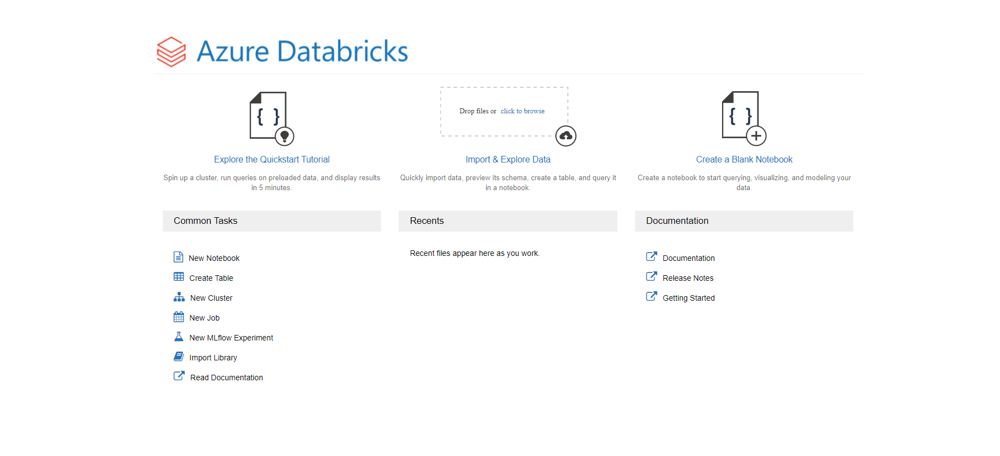 Azure Databricks
{ }
Drop files or click to browse
{ }
Explore the Quickstart Tutorial
Spin up a cluster, run queries on preloaded data, and display results
in 5 minutes.
Import & Explore Data
Quickly import data, preview its schema, create a table, and query it
in a notebook.
Create a Blank Notebook
Create a notebook to start querying, visualizing, and modeling your
data.
Common Tasks
New Notebook
Create Table
New Cluster
New Job
New MLflow Experiment
Import Library
Read Documentation
Recents
Recent files appear here as you work.
Documentation
Documentation
Release Notes
Getting Started